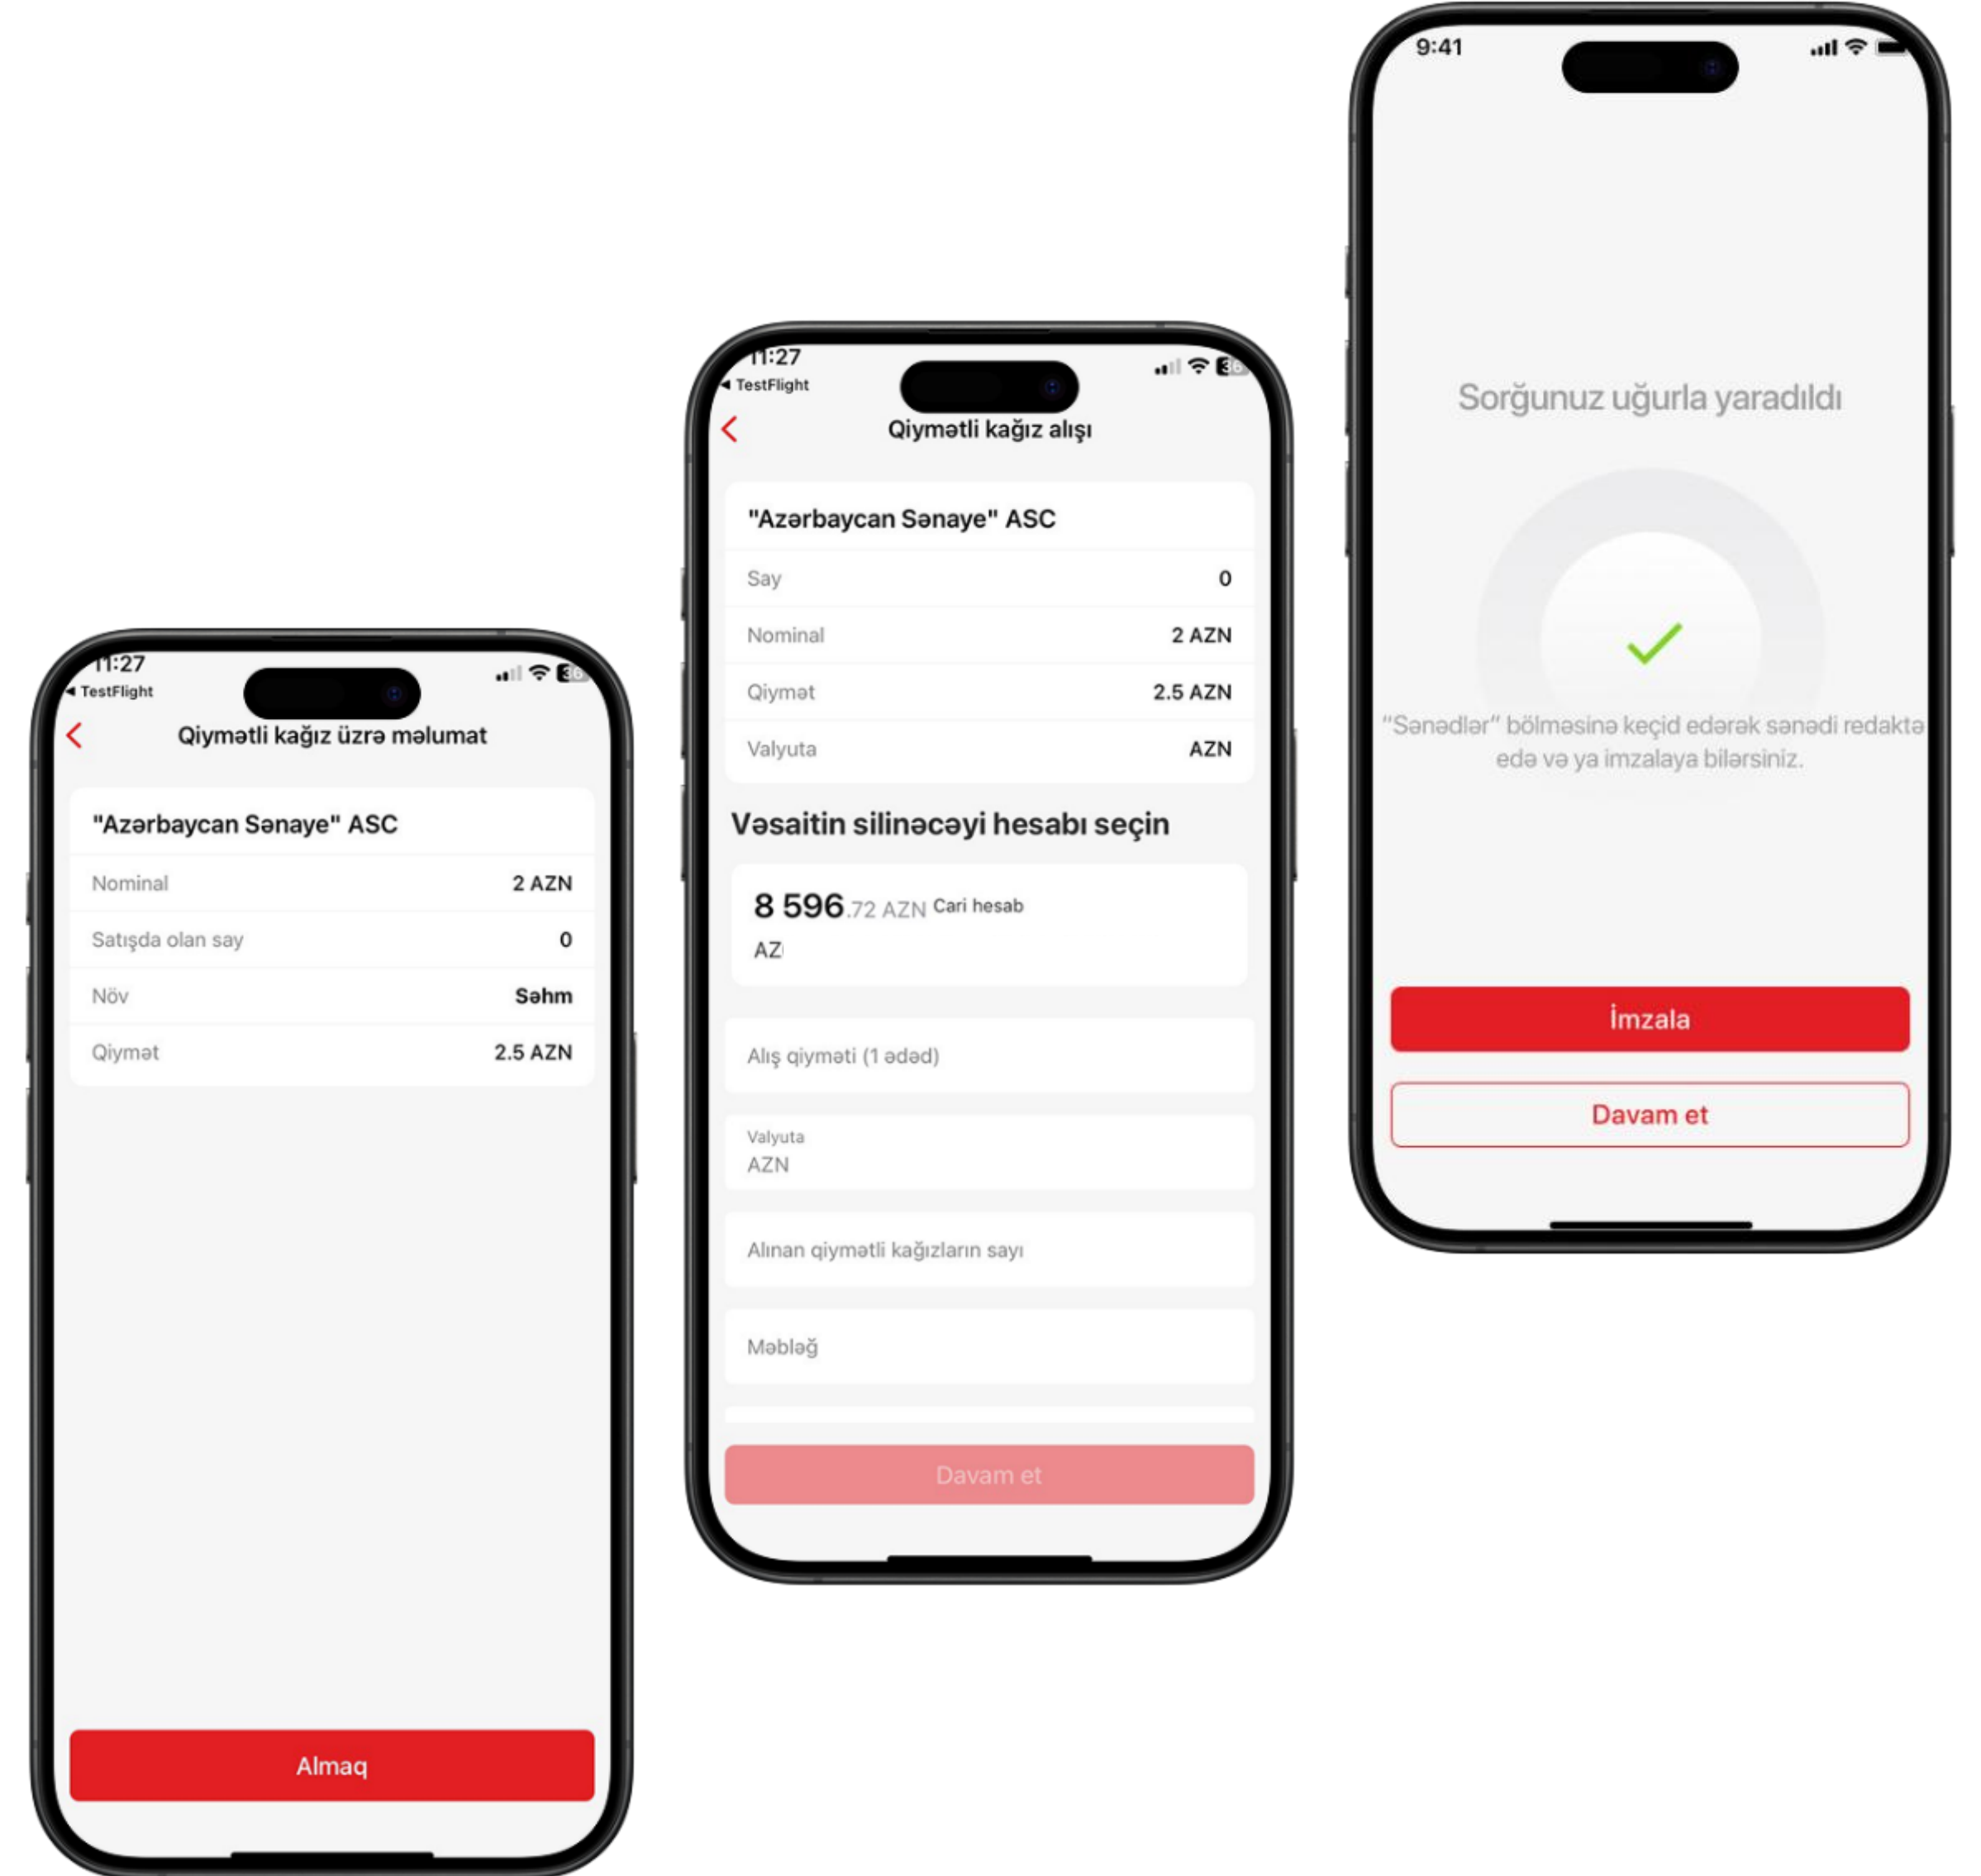 11:27
TestFlight
Qiymətli kağız üzrə məlumat
"Azərbaycan Sənaye" ASC
Nominal 2 AZN
Satışda olan say 0
Növ Səhm
Qiymət 2.5 AZN
Almaq
11:27
TestFlight
Qiymətli kağız alışı
"Azərbaycan Sənaye" ASC
Say 0
Nominal 2 AZN
Qiymət 2.5 AZN
Valyuta AZN
Vəsaitin silinəcəyi hesabı seçin
8 596.72 AZN Cari hesab
AZ
Alış qiyməti (1 ədəd)
Valyuta
AZN
Alınan qiymətli kağızların sayı
Məbləğ
Davam et
9:41
Sorğunuz uğurla yaradıldı
"Sənədlər" bölməsinə keçid edərək sənədi redaktə
edə və ya imzalaya bilərsiniz.
İmzala
Davam et